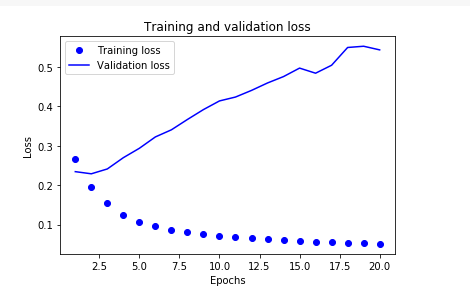 Training and validation loss
Training loss
Validation loss
Loss
0.5
0.4
0.3
0.2
0.1
2.5 5.0 7.5 10.0 12.5 15.0 17.5 20.0
Epochs